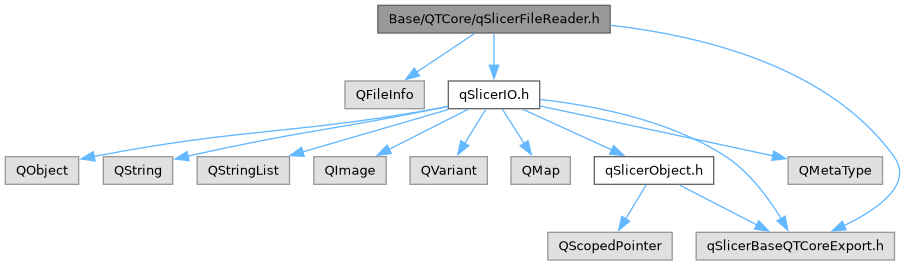 Base/QTCore/qSlicerFileReader.h
QFileInfo
qSlicerIO.h
QObject
QString
QStringList
QImage
QVariant
QMap
qSlicerObject.h
QMetaType
QScopedPointer
qSlicerBaseQTCoreExport.h